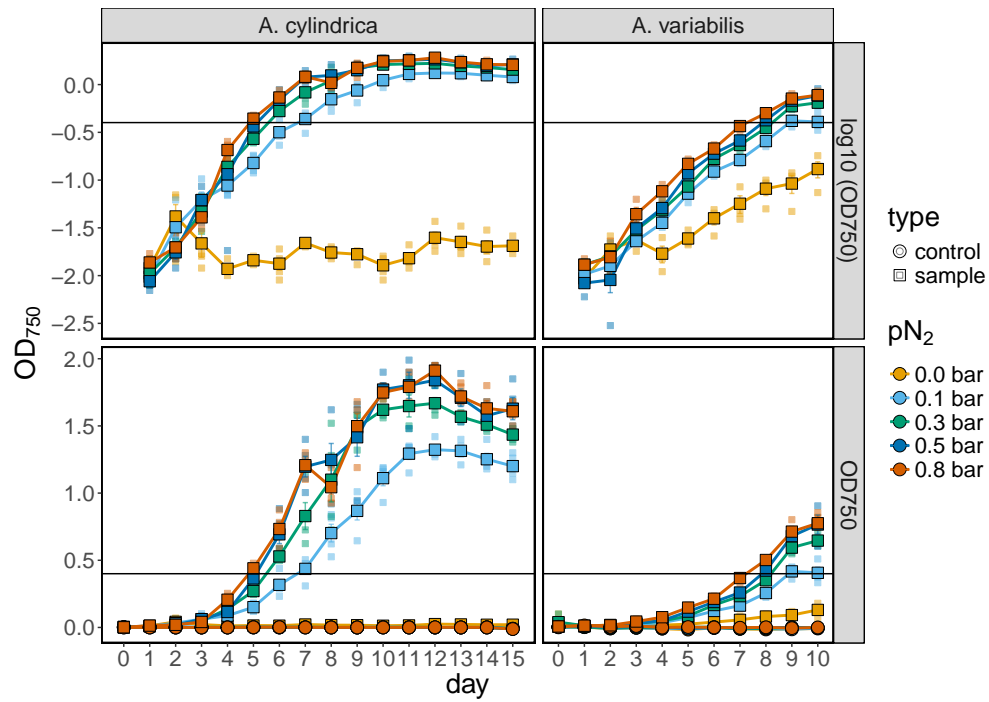 A. cylindrica
A. variabilis
0.0
−0.5
−1.0
−1.5
−2.0
−2.5
log10 (OD750)
2.0
1.5
1.0
0.5
0.0
OD750
OD₇₅₀
0 1 2 3 4 5 6 7 8 9 10 11 12 13 14 15
0 1 2 3 4 5 6 7 8 9 10
day
type
control
sample
pN₂
0.0 bar
0.1 bar
0.3 bar
0.5 bar
0.8 bar